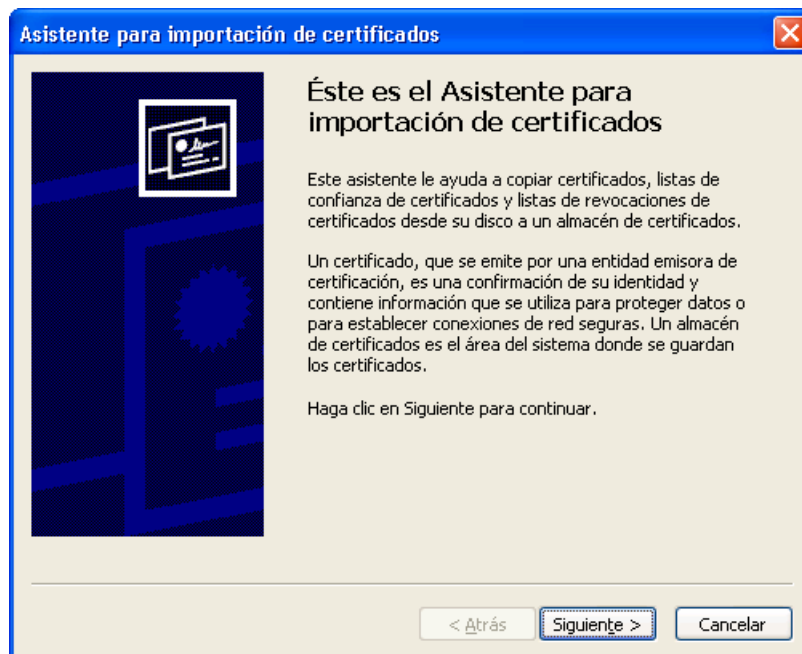 Asistente para importación de certificados
Éste es el Asistente para
importación de certificados
Este asistente le ayuda a copiar certificados, listas de
confianza de certificados y listas de revocaciones de
certificados desde su disco a un almacén de certificados.
Un certificado, que se emite por una entidad emisora de
certificación, es una confirmación de su identidad y
contiene información que se utiliza para proteger datos o
para establecer conexiones de red seguras. Un almacén
de certificados es el área del sistema donde se guardan
los certificados.
Haga clic en Siguiente para continuar.
< Atrás Siguiente > Cancelar